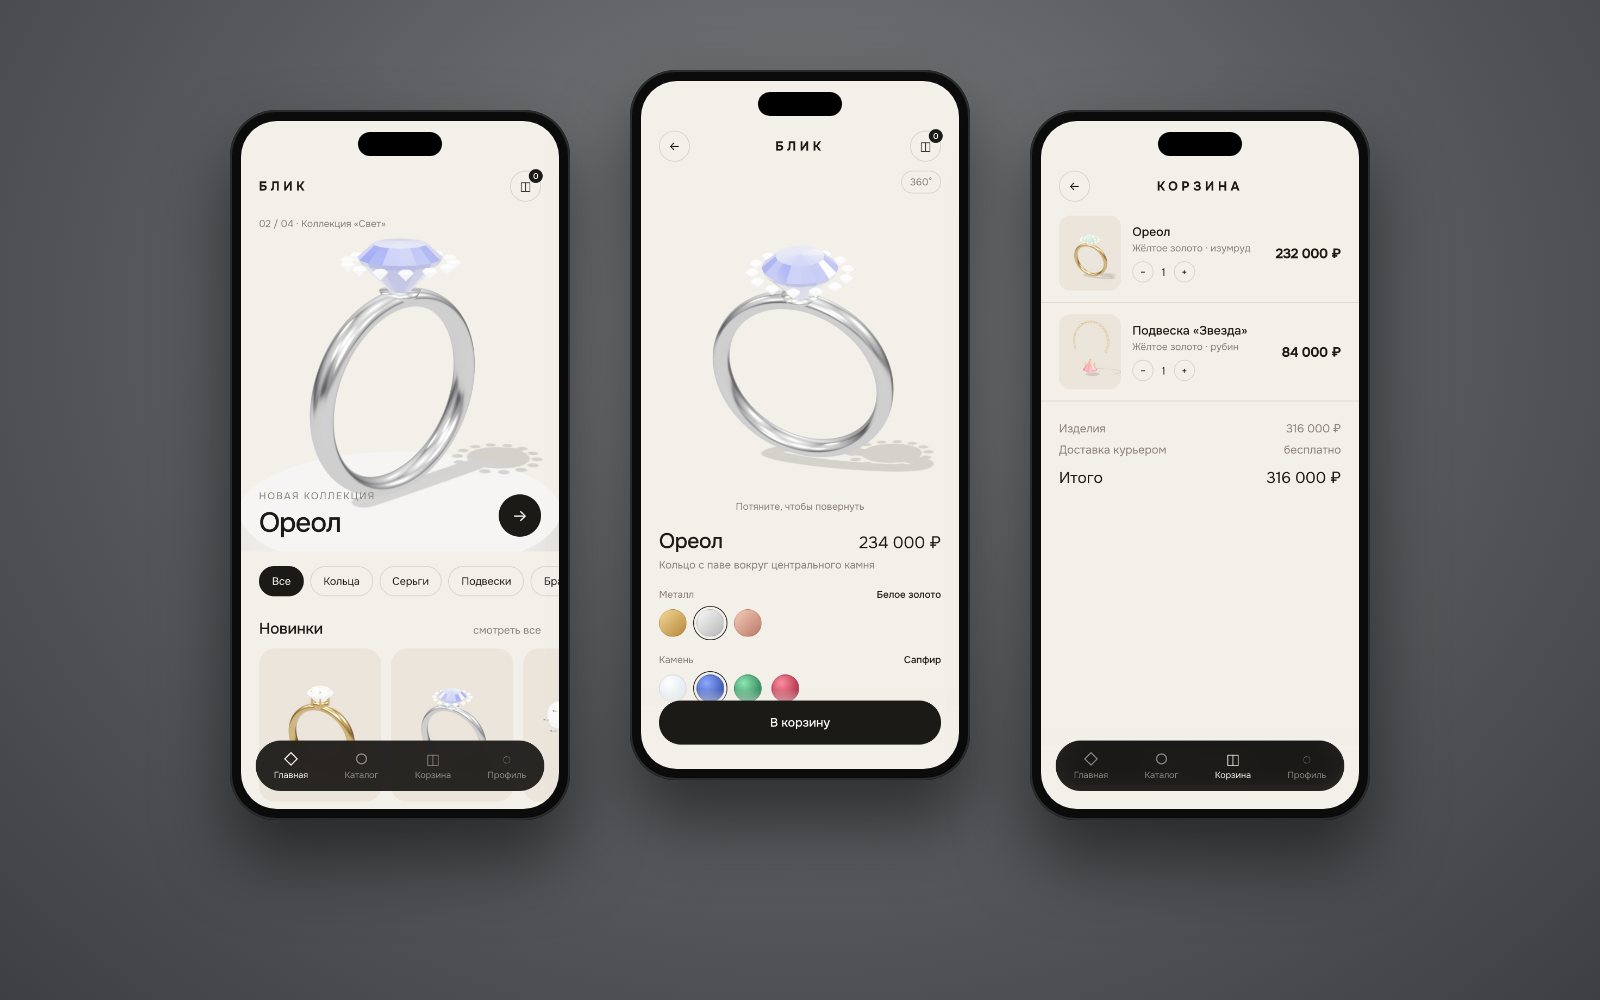 БЛИК
0
02 / 04 · Коллекция «Свет»
НОВАЯ КОЛЛЕКЦИЯ
Ореол
Все
Кольца
Серьги
Подвески
Новинки
смотреть все
Главная
Каталог
Корзина
Профиль
БЛИК
0
360°
Потяните, чтобы повернуть
Ореол
234 000 ₽
Кольцо с паве вокруг центрального камня
Металл
Белое золото
Камень
Сапфир
В корзину
КОРЗИНА
Ореол
Жёлтое золото · изумруд
232 000 ₽
− 1 +
Подвеска «Звезда»
Жёлтое золото · рубин
84 000 ₽
− 1 +
Изделия
316 000 ₽
Доставка курьером
бесплатно
Итого
316 000 ₽
Главная
Каталог
Корзина
Профиль